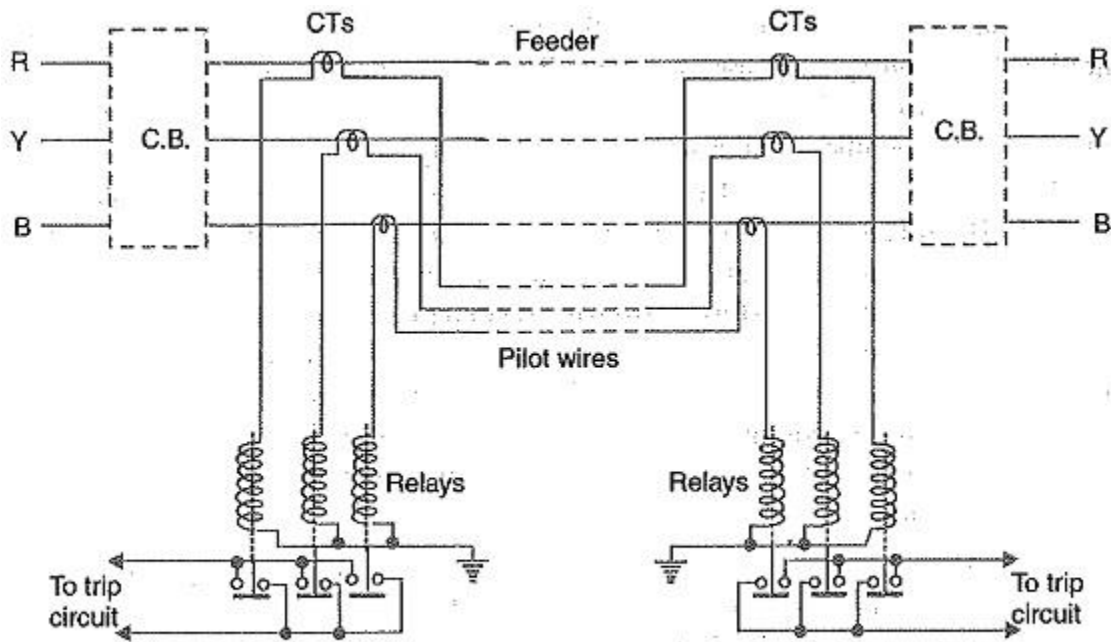 CTs
CTs
Feeder
R
R
C.B.
C.B.
Y
Y
B
B
Pilot wires
Relays
Relays
To trip
circuit
To trip
circuit